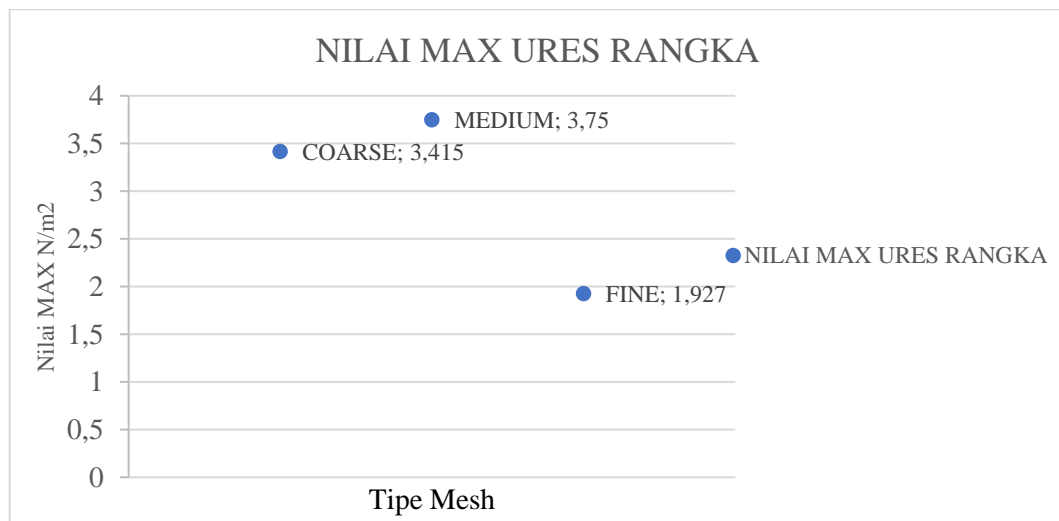 NILAI MAX URES RANGKA
Nilai MAX N/m2
4
3,5
3
2,5
2
1,5
1
0,5
0
MEDIUM; 3,75
COARSE; 3,415
NILAI MAX URES RANGKA
FINE; 1,927
Tipe Mesh